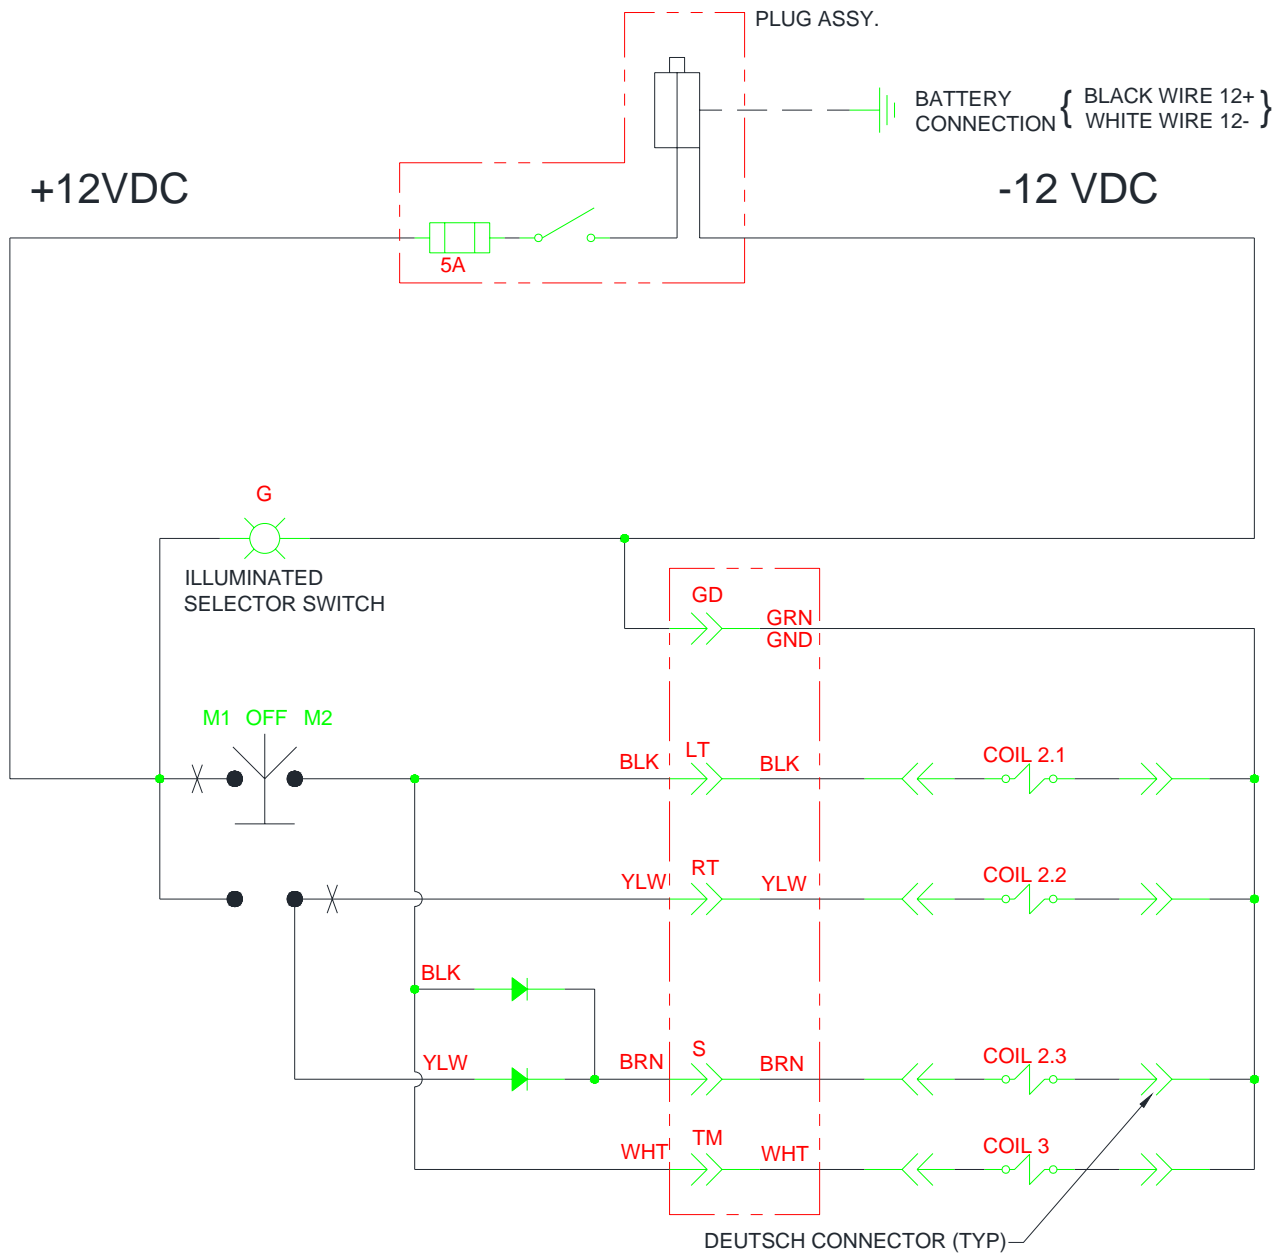 PLUG ASSY.
BATTERY
CONNECTION
{ BLACK WIRE 12+ }
WHITE WIRE 12-
+12VDC
-12 VDC
5A
G
ILLUMINATED
SELECTOR SWITCH
GD
GRN
GND
M1 OFF M2
BLK
LT
BLK
COIL 2.1
YLW
RT
YLW
COIL 2.2
BLK
YLW
BRN
S
BRN
COIL 2.3
WHT
TM
WHT
COIL 3
DEUTSCH CONNECTOR (TYP)